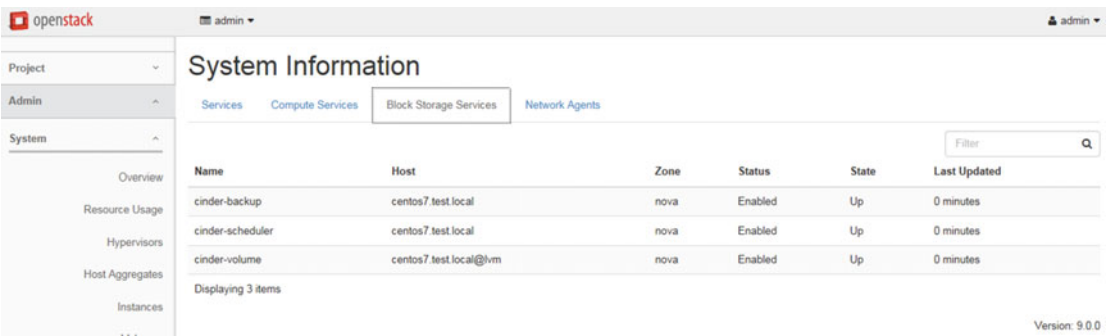 openstack
admin
admin
Project
System Information
Admin
Services Compute Services Block Storage Services Network Agents
System
Filter
Overview
Name Host Zone Status State Last Updated
cinder-backup centos7.test.local nova Enabled Up 0 minutes
Resource Usage
cinder-scheduler centos7.test.local nova Enabled Up 0 minutes
Hypervisors
cinder-volume centos7.test.local@lvm nova Enabled Up 0 minutes
Host Aggregates
Displaying 3 items
Instances
Version: 9.0.0